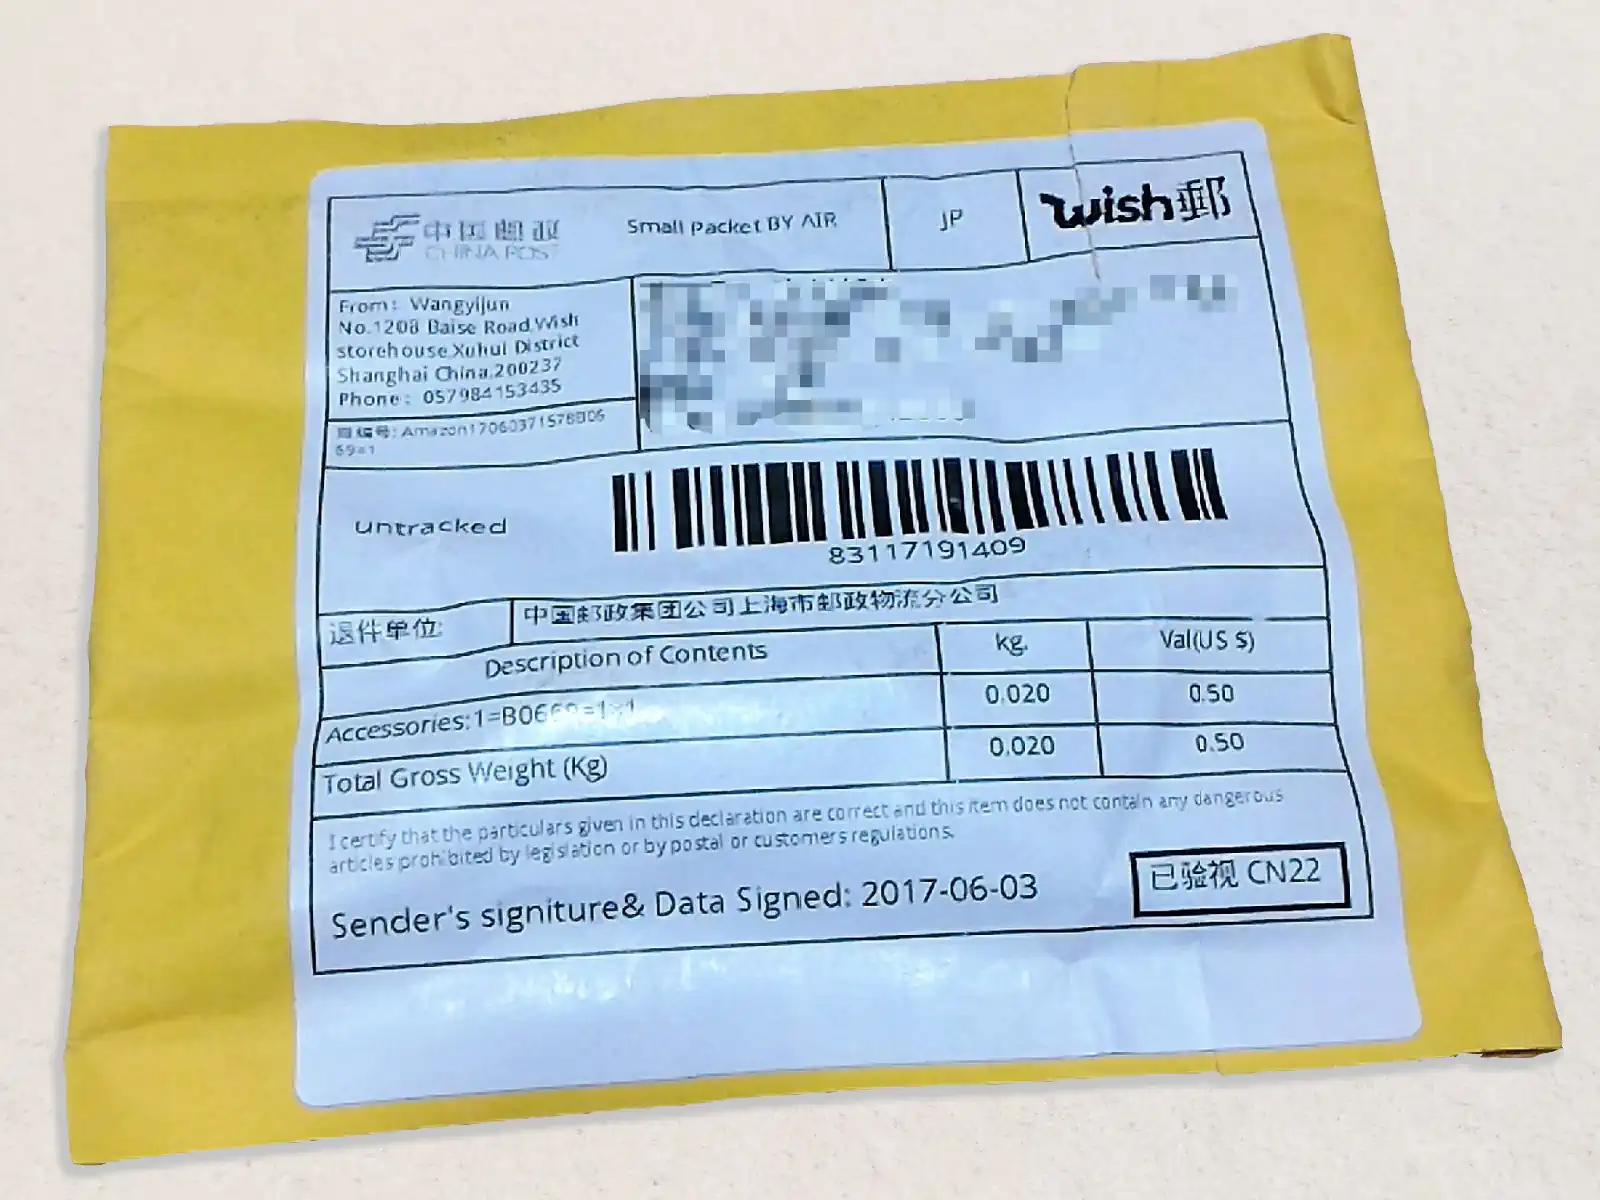 中国邮政
CHINA POST
Small Packet BY AIR
JP
wish郵
From: Wangyijun
No.1208 Baise Road,Wish
storehouse,Xuhui District
Shanghai China,200237
Phone: 057984153435
编号: Amazon17060371578B06
69=1
untracked
83117191409
退件单位:
中国邮政集团公司上海市邮政物流分公司
Description of Contents
kg.
Val(US $)
Accessories:1=B0669=1*1
0.020
0.50
Total Gross Weight (Kg)
0.020
0.50
I certify that the particulars given in this declaration are correct and this item does not contain any dangerous
articles prohibited by legislation or by postal or customers regulations.
Sender's signiture& Data Signed: 2017-06-03
已验视 CN22